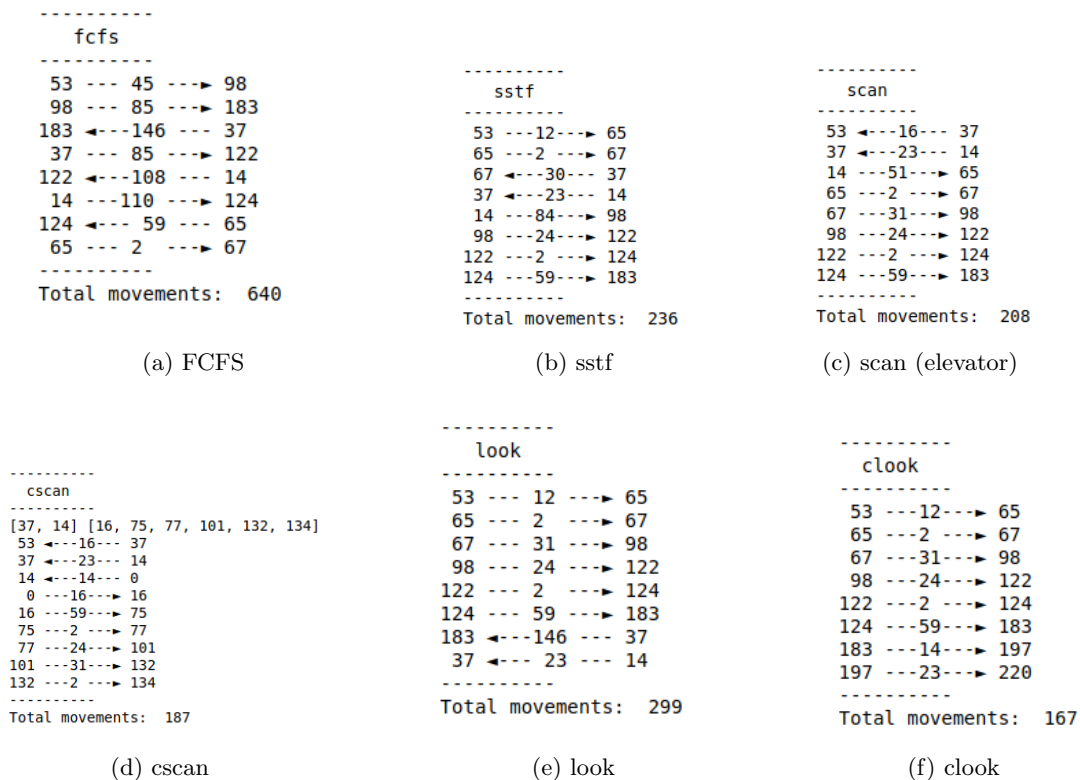 ----------
fcfs
----------
53 --- 45 ---► 98
98 --- 85 ---► 183
183 ◄---146 --- 37
37 --- 85 ---► 122
122 ◄---108 --- 14
14 ---110 ---► 124
124 ◄--- 59 --- 65
65 --- 2 ---► 67
----------
Total movements: 640
(a) FCFS
----------
sstf
----------
53 ---12---► 65
65 ---2 ---► 67
67 ◄---30--- 37
37 ◄---23--- 14
14 ---84---► 98
98 ---24---► 122
122 ---2 ---► 124
124 ---59---► 183
----------
Total movements: 236
(b) sstf
----------
scan
----------
53 ◄---16--- 37
37 ◄---23--- 14
14 ---51---► 65
65 ---2 ---► 67
67 ---31---► 98
98 ---24---► 122
122 ---2 ---► 124
124 ---59---► 183
----------
Total movements: 208
(c) scan (elevator)
----------
cscan
----------
[37, 14] [16, 75, 77, 101, 132, 134]
53 ◄---16--- 37
37 ◄---23--- 14
14 ◄---14--- 0
0 ---16---► 16
16 ---59---► 75
75 ---2 ---► 77
77 ---24---► 101
101 ---31---► 132
132 ---2 ---► 134
----------
Total movements: 187
(d) cscan
----------
look
----------
53 --- 12 ---► 65
65 --- 2 ---► 67
67 --- 31 ---► 98
98 --- 24 ---► 122
122 --- 2 ---► 124
124 --- 59 ---► 183
183 ◄---146 --- 37
37 ◄--- 23 --- 14
----------
Total movements: 299
(e) look
----------
clook
----------
53 ---12---► 65
65 ---2 ---► 67
67 ---31---► 98
98 ---24---► 122
122 ---2 ---► 124
124 ---59---► 183
183 ---14---► 197
197 ---23---► 220
----------
Total movements: 167
(f) clook